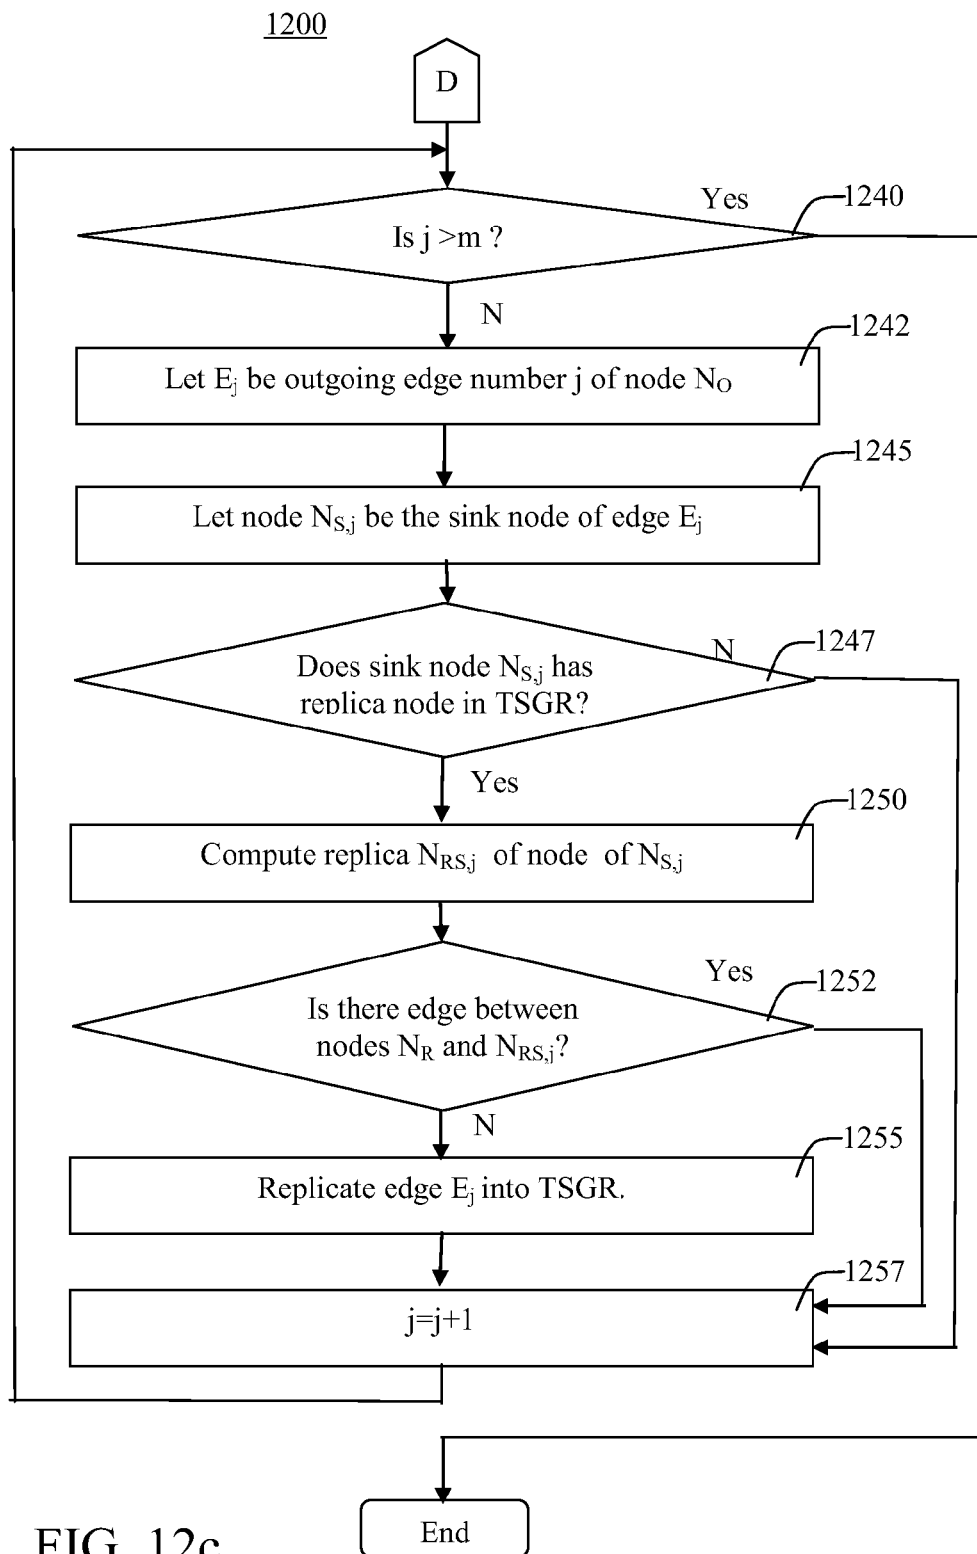 1200
D
Yes
1240
Is j >m ?
N
1242
Let Ej be outgoing edge number j of node NO
1245
Let node NS,j be the sink node of edge Ej
N
1247
Does sink node NS,j has
replica node in TSGR?
Yes
1250
Compute replica NRS,j of node of NS,j
Yes
1252
Is there edge between
nodes NR and NRS,j?
N
1255
Replicate edge Ej into TSGR.
1257
j=j+1
End
FIG. 12c